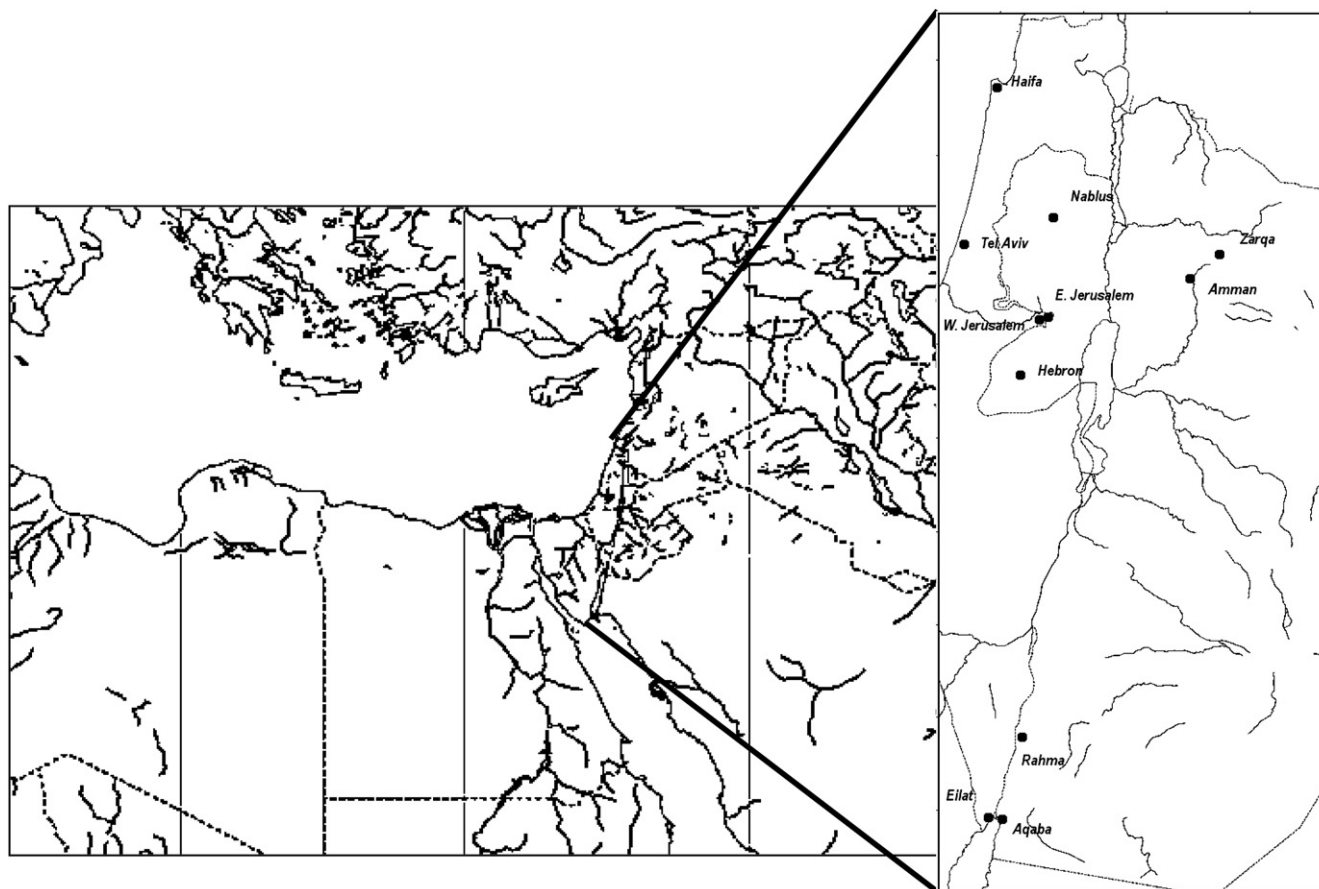 Haifa
Nablus
Tel Aviv
Zarqa
Amman
E. Jerusalem
W. Jerusalem
Hebron
Rahma
Eilat
Aqaba